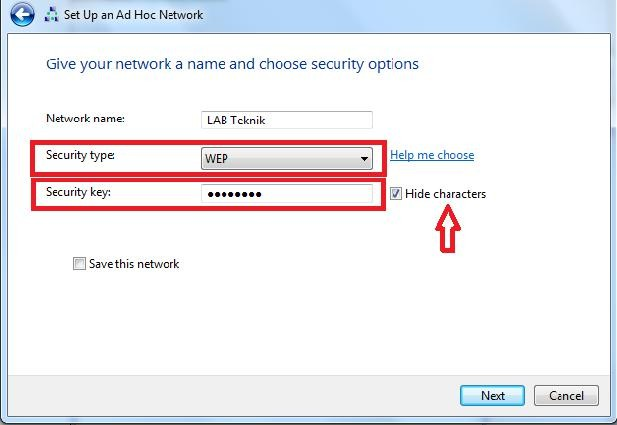 Set Up an Ad Hoc Network
Give your network a name and choose security options
Network name: LAB Teknik
Security type: WEP Help me choose
Security key: ●●●●●●●● Hide characters
Save this network
Next Cancel